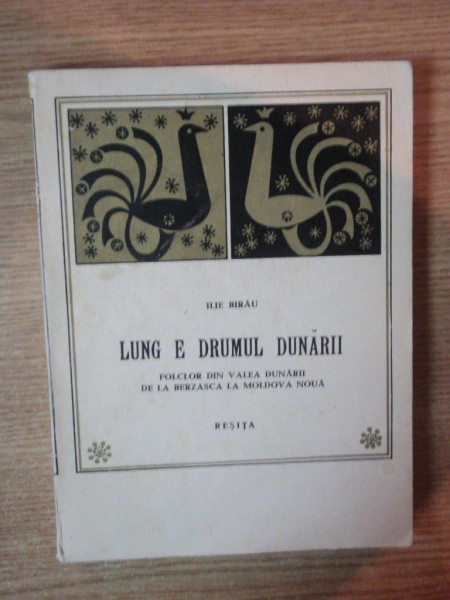 ILIE BIRĂU
LUNG E DRUMUL DUNĂRII
FOLCLOR DIN VALEA DUNĂRII
DE LA BERZASCA LA MOLDOVA NOUĂ
REȘIȚA